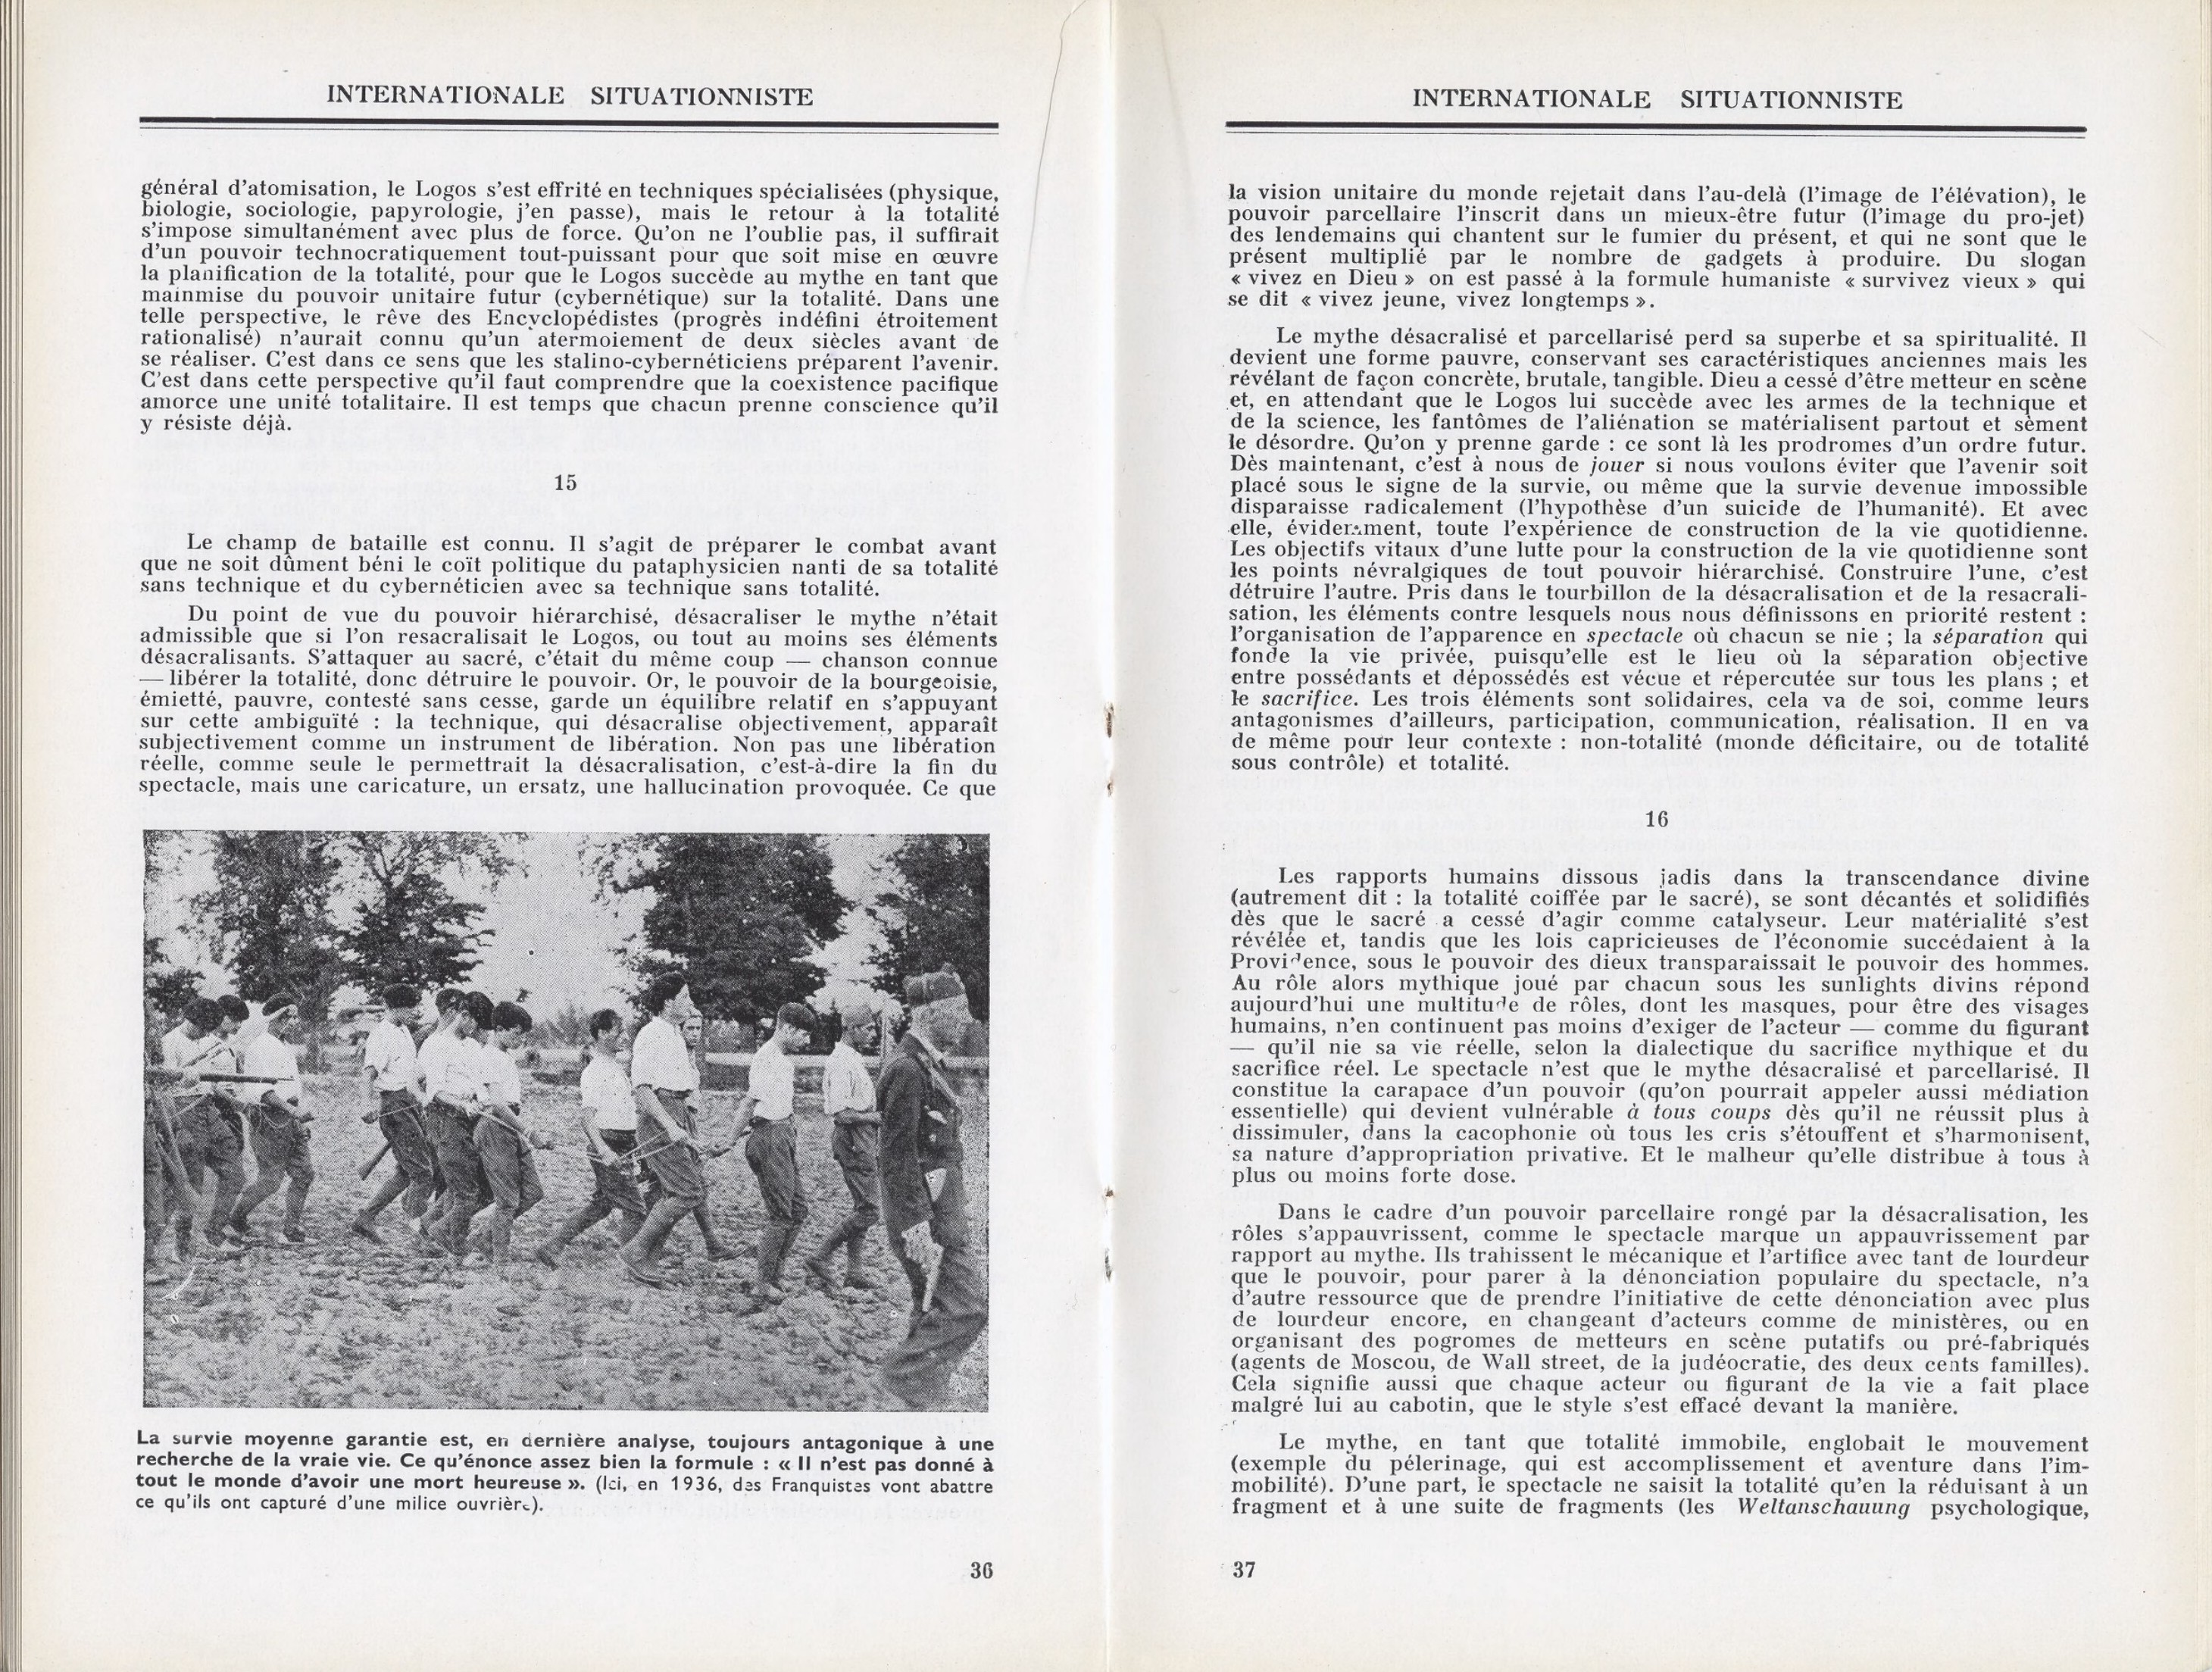 INTERNATIONALE SITUATIONNISTE
général d'atomisation, le Logos s'est effrité en techniques spécialisées (physique,
biologie, sociologie, papyrologie, j'en passe), mais le retour à la totalité
s'impose simultanément avec plus de force. Qu'on ne l'oublie pas, il suffirait
d'un pouvoir technocratiquement tout-puissant pour que soit mise en œuvre
la planification de la totalité, pour que le Logos succède au mythe en tant que
mainmise du pouvoir unitaire futur (cybernétique) sur la totalité. Dans une
telle perspective, le rêve des Encyclopédistes (progrès indéfini étroitement
rationalisé) n'aurait connu qu'un atermoiement de deux siècles avant de
se réaliser. C'est dans ce sens que les stalino-cybernéticiens préparent l'avenir.
C'est dans cette perspective qu'il faut comprendre que la coexistence pacifique
amorce une unité totalitaire. Il est temps que chacun prenne conscience qu'il
y résiste déjà.
15
Le champ de bataille est connu. Il s'agit de préparer le combat avant
que ne soit dûment béni le coït politique du pataphysicien nanti de sa totalité
sans technique et du cybernéticien avec sa technique sans totalité.
Du point de vue du pouvoir hiérarchisé, désacraliser le mythe n'était
admissible que si l'on resacralisait le Logos, ou tout au moins ses éléments
désacralisants. S'attaquer au sacré, c'était du même coup — chanson connue
— libérer la totalité, donc détruire le pouvoir. Or, le pouvoir de la bourgeoisie,
émietté, pauvre, contesté sans cesse, garde un équilibre relatif en s'appuyant
sur cette ambiguïté : la technique, qui désacralise objectivement, apparaît
subjectivement comme un instrument de libération. Non pas une libération
réelle, comme seule le permettrait la désacralisation, c'est-à-dire la fin du
spectacle, mais une caricature, un ersatz, une hallucination provoquée. Ce que
La survie moyenne garantie est, en dernière analyse, toujours antagonique à une
recherche de la vraie vie. Ce qu'énonce assez bien la formule : « Il n'est pas donné à
tout le monde d'avoir une mort heureuse ». (Ici, en 1936, des Franquistes vont abattre
ce qu'ils ont capturé d'une milice ouvrière).
36
INTERNATIONALE SITUATIONNISTE
la vision unitaire du monde rejetait dans l'au-delà (l'image de l'élévation), le
pouvoir parcellaire l'inscrit dans un mieux-être futur (l'image du pro-jet)
des lendemains qui chantent sur le fumier du présent, et qui ne sont que le
présent multiplié par le nombre de gadgets à produire. Du slogan
« vivez en Dieu » on est passé à la formule humaniste « survivez vieux » qui
se dit « vivez jeune, vivez longtemps ».
Le mythe désacralisé et parcellarisé perd sa superbe et sa spiritualité. Il
devient une forme pauvre, conservant ses caractéristiques anciennes mais les
révélant de façon concrète, brutale, tangible. Dieu a cessé d'être metteur en scène
et, en attendant que le Logos lui succède avec les armes de la technique et
de la science, les fantômes de l'aliénation se matérialisent partout et sèment
le désordre. Qu'on y prenne garde : ce sont là les prodromes d'un ordre futur.
Dès maintenant, c'est à nous de jouer si nous voulons éviter que l'avenir soit
placé sous le signe de la survie, ou même que la survie devenue impossible
disparaisse radicalement (l'hypothèse d'un suicide de l'humanité). Et avec
elle, évidemment, toute l'expérience de construction de la vie quotidienne.
Les objectifs vitaux d'une lutte pour la construction de la vie quotidienne sont
les points névralgiques de tout pouvoir hiérarchisé. Construire l'une, c'est
détruire l'autre. Pris dans le tourbillon de la désacralisation et de la resacrali-
sation, les éléments contre lesquels nous nous définissons en priorité restent :
l'organisation de l'apparence en spectacle où chacun se nie ; la séparation qui
fonde la vie privée, puisqu'elle est le lieu où la séparation objective
entre possédants et dépossédés est vécue et répercutée sur tous les plans ; et
le sacrifice. Les trois éléments sont solidaires, cela va de soi, comme leurs
antagonismes d'ailleurs, participation, communication, réalisation. Il en va
de même pour leur contexte : non-totalité (monde déficitaire, ou de totalité
sous contrôle) et totalité.
16
Les rapports humains dissous jadis dans la transcendance divine
(autrement dit : la totalité coiffée par le sacré), se sont décantés et solidifiés
dès que le sacré a cessé d'agir comme catalyseur. Leur matérialité s'est
révélée et, tandis que les lois capricieuses de l'économie succédaient à la
Providence, sous le pouvoir des dieux transparaissait le pouvoir des hommes.
Au rôle alors mythique joué par chacun sous les sunlights divins répond
aujourd'hui une multitude de rôles, dont les masques, pour être des visages
humains, n'en continuent pas moins d'exiger de l'acteur — comme du figurant
— qu'il nie sa vie réelle, selon la dialectique du sacrifice mythique et du
sacrifice réel. Le spectacle n'est que le mythe désacralisé et parcellarisé. Il
constitue la carapace d'un pouvoir (qu'on pourrait appeler aussi médiation
essentielle) qui devient vulnérable à tous coups dès qu'il ne réussit plus à
dissimuler, dans la cacophonie où tous les cris s'étouffent et s'harmonisent,
sa nature d'appropriation privative. Et le malheur qu'elle distribue à tous à
plus ou moins forte dose.
Dans le cadre d'un pouvoir parcellaire rongé par la désacralisation, les
rôles s'appauvrissent, comme le spectacle marque un appauvrissement par
rapport au mythe. Ils trahissent le mécanique et l'artifice avec tant de lourdeur
que le pouvoir, pour parer à la dénonciation populaire du spectacle, n'a
d'autre ressource que de prendre l'initiative de cette dénonciation avec plus
de lourdeur encore, en changeant d'acteurs comme de ministères, ou en
organisant des pogromes de metteurs en scène putatifs ou pré-fabriqués
(agents de Moscou, de Wall street, de la judéocratie, des deux cents familles).
Cela signifie aussi que chaque acteur ou figurant de la vie a fait place
malgré lui au cabotin, que le style s'est effacé devant la manière.
Le mythe, en tant que totalité immobile, englobait le mouvement
(exemple du pélerinage, qui est accomplissement et aventure dans l'im-
mobilité). D'une part, le spectacle ne saisit la totalité qu'en la réduisant à un
fragment et à une suite de fragments (les Weltanschauung psychologique,
37